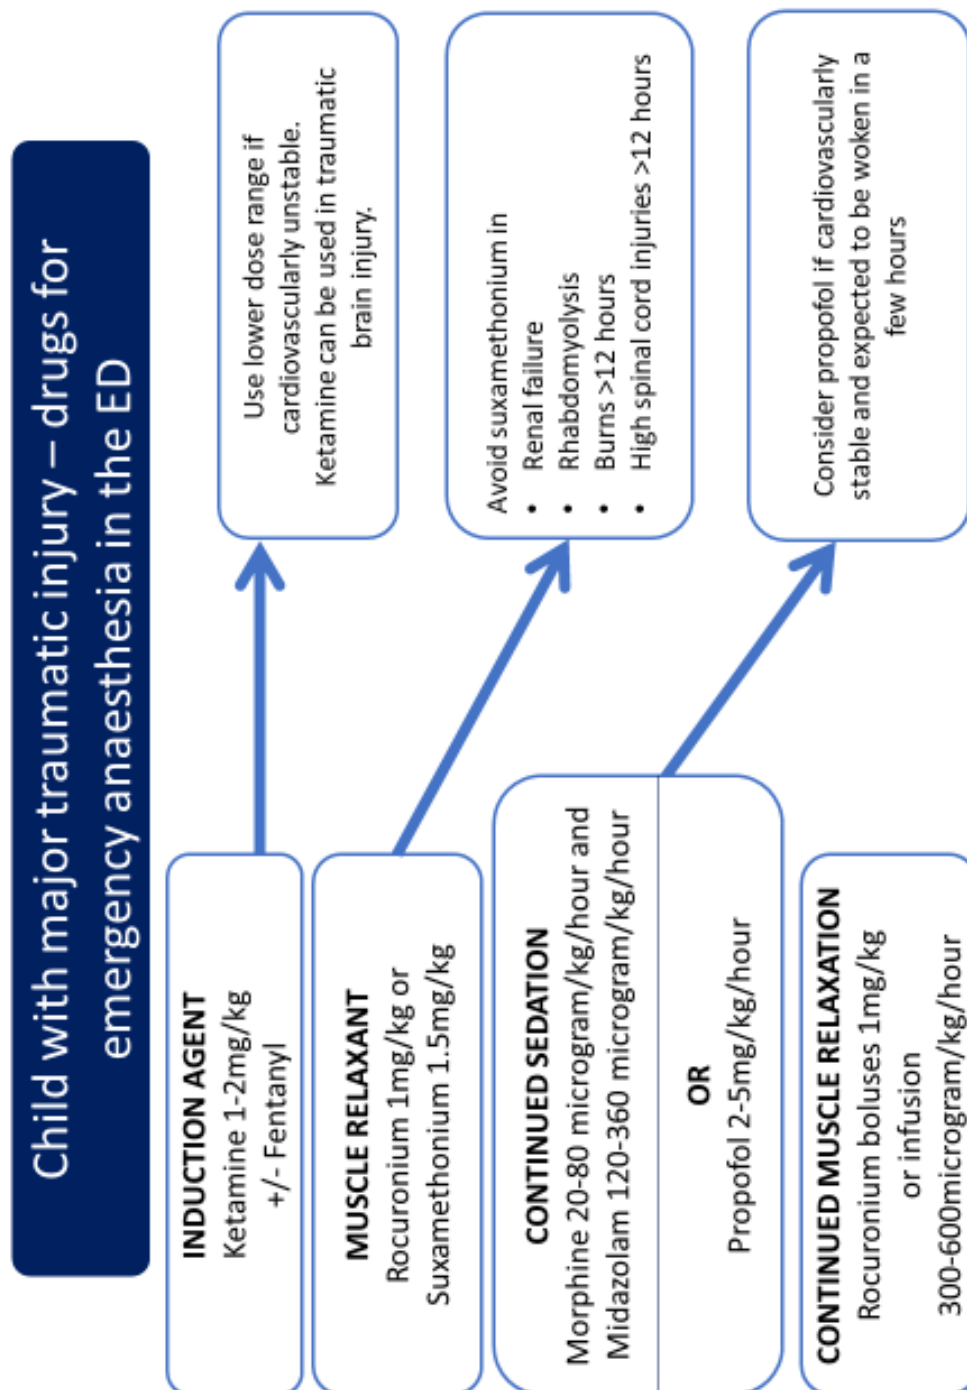 Child with major traumatic injury – drugs for
emergency anaesthesia in the ED
INDUCTION AGENT
Ketamine 1-2mg/kg
+/- Fentanyl
Use lower dose range if
cardiovascularly unstable.
Ketamine can be used in traumatic
brain injury.
MUSCLE RELAXANT
Rocuronium 1mg/kg or
Suxamethonium 1.5mg/kg
Avoid suxamethonium in
• Renal failure
• Rhabdomyolysis
• Burns >12 hours
• High spinal cord injuries >12 hours
CONTINUED SEDATION
Morphine 20-80 microgram/kg/hour and
Midazolam 120-360 microgram/kg/hour
OR
Propofol 2-5mg/kg/hour
Consider propofol if cardiovascularly
stable and expected to be woken in a
few hours
CONTINUED MUSCLE RELAXATION
Rocuronium boluses 1mg/kg
or infusion
300-600microgram/kg/hour